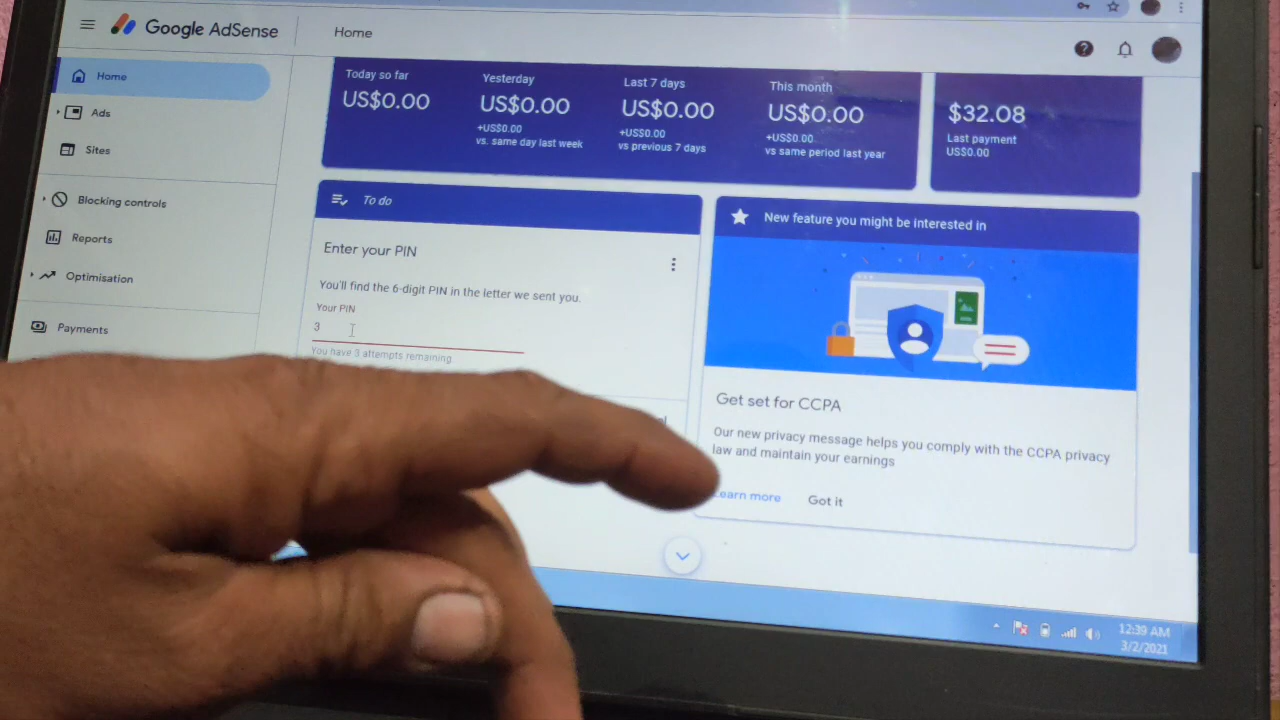 Google AdSense
Home
Home
Ads
Sites
Blocking controls
Reports
Optimisation
Payments
Today so far
US$0.00
Yesterday
US$0.00
+US$0.00
vs. same day last week
Last 7 days
US$0.00
+US$0.00
vs previous 7 days
This month
US$0.00
+US$0.00
vs same period last year
$32.08
Last payment
US$0.00
To do
Enter your PIN
You'll find the 6-digit PIN in the letter we sent you.
Your PIN
3
You have 3 attempts remaining.
New feature you might be interested in
Get set for CCPA
Our new privacy message helps you comply with the CCPA privacy
law and maintain your earnings
Learn more Got it
12:39 AM
3/2/2021